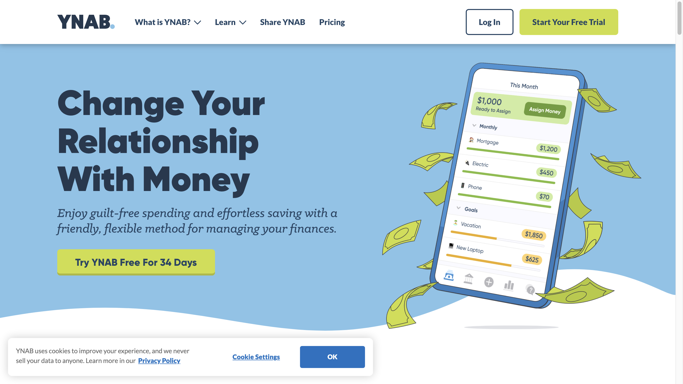 YNAB
What is YNAB?
Learn
Share YNAB
Pricing
Log In
Start Your Free Trial
Change Your
Relationship
With Money
Enjoy guilt-free spending and effortless saving with a
friendly, flexible method for managing your finances.
Try YNAB Free For 34 Days
This Month
$1,000
Ready to Assign
Assign Money
Monthly
Mortgage
$1,200
Electric
$450
Phone
$70
Goals
Vacation
$1,850
New Laptop
$625
YNAB uses cookies to improve your experience, and we never
sell your data to anyone. Learn more in our Privacy Policy
Cookie Settings
OK